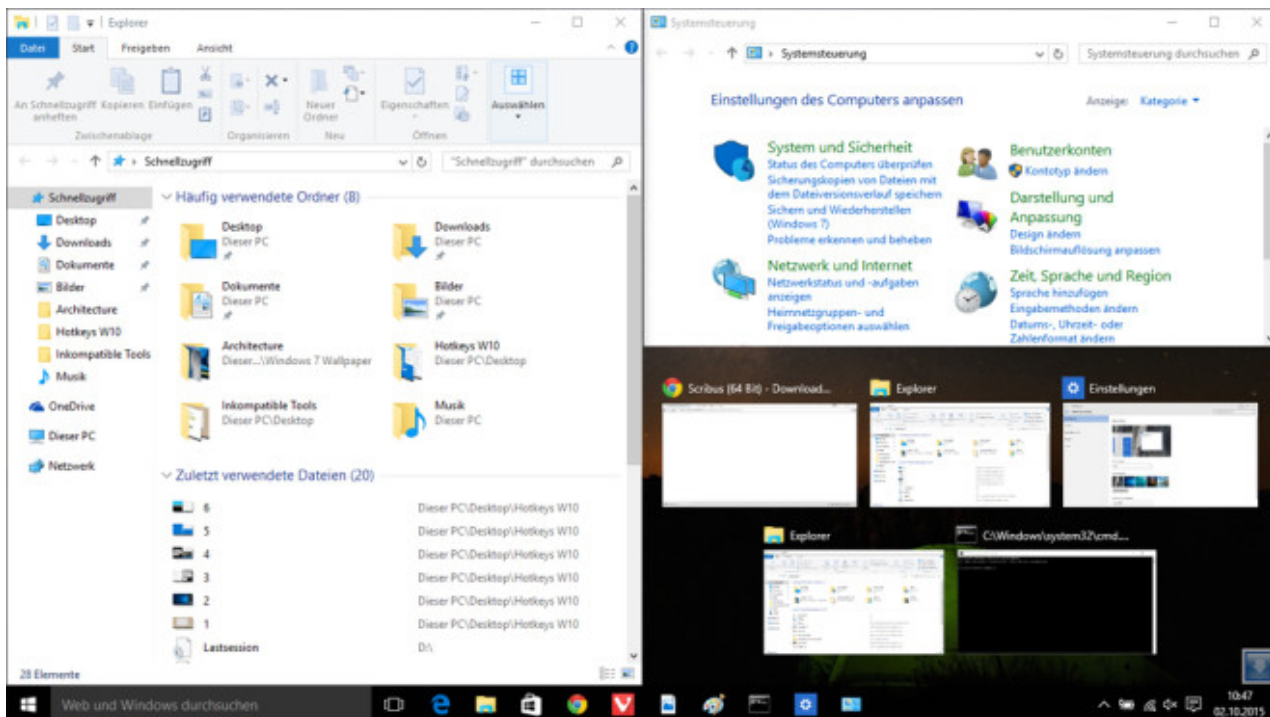 Explorer
Datei Start Freigeben Ansicht
An Schnellzugriff anheften
Kopieren
Einfügen
Neuer Ordner
Eigenschaften
Auswählen
Zwischenablage
Organisieren
Neu
Öffnen
Schnellzugriff
"Schnellzugriff" durchsuchen
Schnellzugriff
Desktop
Downloads
Dokumente
Bilder
Architecture
Hotkeys W10
Inkompatible Tools
Musik
OneDrive
Dieser PC
Netzwerk
Häufig verwendete Ordner (8)
Desktop
Dieser PC
Downloads
Dieser PC
Dokumente
Dieser PC
Bilder
Dieser PC
Architecture
Dieser...\Windows 7 Wallpaper
Hotkeys W10
Dieser PC\Desktop
Inkompatible Tools
Dieser PC\Desktop
Musik
Dieser PC
Zuletzt verwendete Dateien (20)
6 Dieser PC\Desktop\Hotkeys W10
5 Dieser PC\Desktop\Hotkeys W10
4 Dieser PC\Desktop\Hotkeys W10
3 Dieser PC\Desktop\Hotkeys W10
2 Dieser PC\Desktop\Hotkeys W10
1 Dieser PC\Desktop\Hotkeys W10
Lastsession D:\
28 Elemente
Systemsteuerung
Systemsteuerung
Systemsteuerung durchsuchen
Einstellungen des Computers anpassen
Anzeige: Kategorie
System und Sicherheit
Status des Computers überprüfen
Sicherungskopien von Dateien mit
dem Dateiversionsverlauf speichern
Sichern und Wiederherstellen
(Windows 7)
Probleme erkennen und beheben
Netzwerk und Internet
Netzwerkstatus und -aufgaben
anzeigen
Heimnetzgruppen- und
Freigabeoptionen auswählen
Benutzerkonten
Kontotyp ändern
Darstellung und
Anpassung
Design ändern
Bildschirmauflösung anpassen
Zeit, Sprache und Region
Sprache hinzufügen
Eingabemethoden ändern
Datums-, Uhrzeit- oder
Zahlenformat ändern
Scribus (64 Bit) - Download...
Explorer
Einstellungen
Explorer
C:\Windows\system32\cmd....
Web und Windows durchsuchen
10:47
02.10.2015